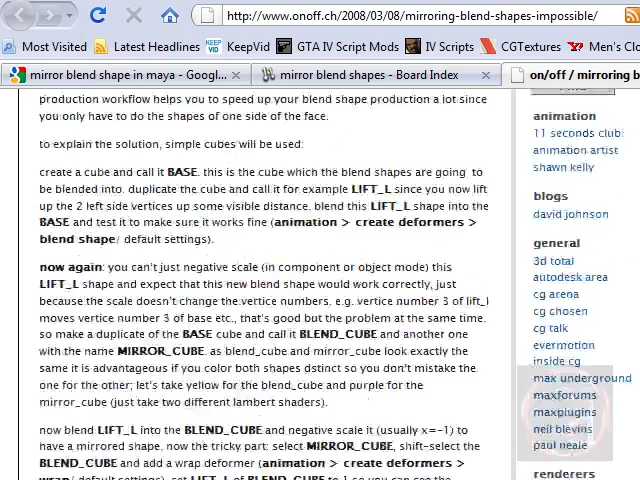 http://www.onoff.ch/2008/03/08/mirroring-blend-shapes-impossible/
Most Visited Latest Headlines KeepVid GTA IV Script Mods IV Scripts CGTextures Men's Clo
mirror blend shape in maya - Googl... mirror blend shapes - Board Index on/off / mirroring b
production workflow helps you to speed up your blend shape production a lot since
you only have to do the shapes of one side of the face.
to explain the solution, simple cubes will be used:
create a cube and call it BASE. this is the cube which the blend shapes are going to
be blended into. duplicate the cube and call it for example LIFT_L since you now lift
up the 2 left side vertices up some visible distance. blend this LIFT_L shape into the
BASE and test it to make sure it works fine (animation > create deformers >
blend shape/ default settings).
now again: you can't just negative scale (in component or object mode) this
LIFT_L shape and expect that this new blend shape would work correctly, just
because the scale doesn't change the vertice numbers. e.g. vertice number 3 of lift_l
moves vertice number 3 of base etc., that's good but the problem at the same time.
so make a duplicate of the BASE cube and call it BLEND_CUBE and another one
with the name MIRROR_CUBE. as blend_cube and mirror_cube look exactly the
same it is advantageous if you color both shapes dstinct so you don't mistake the
one for the other; let's take yellow for the blend_cube and purple for the
mirror_cube (just take two different lambert shaders).
now blend LIFT_L into the BLEND_CUBE and negative scale it (usually x=-1) to
have a mirrored shape. now the tricky part: select MIRROR_CUBE, shift-select the
BLEND_CUBE and add a wrap deformer (animation > create deformers >
wrap/ default settings). set LIFT_L of BLEND_CUBE to 1 so you can see the
animation
11 seconds club:
animation artist
shawn kelly
blogs
david johnson
general
3d total
autodesk area
cg arena
cg chosen
cg talk
evermotion
inside cg
max underground
maxforums
maxplugins
neil blevins
paul neale
renderers